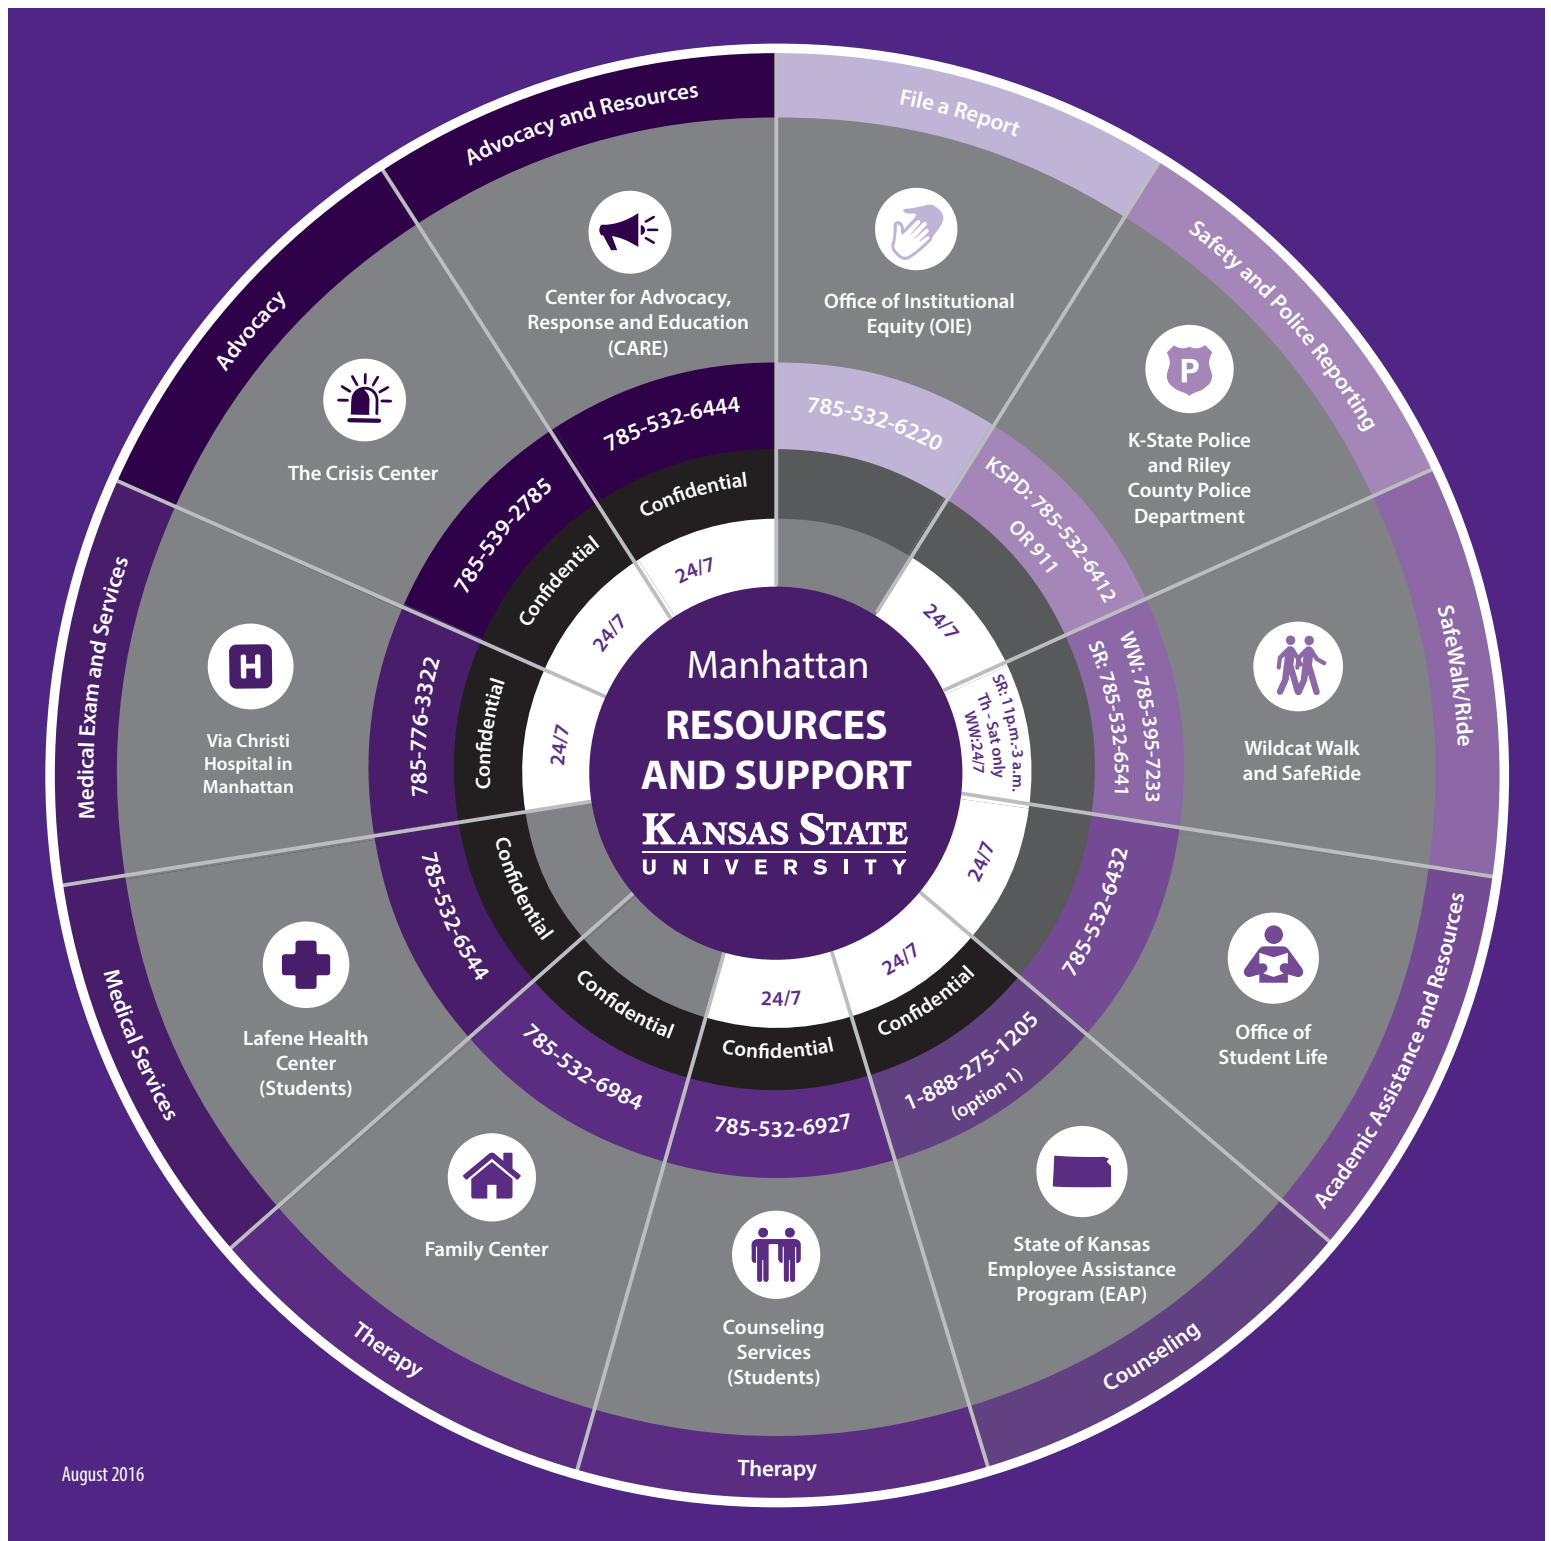 File a Report
Office of Institutional
Equity (OIE)
785-532-6220
Safety and Police Reporting
P
K-State Police
and Riley
County Police
Department
KSPD: 785-532-6412
OR 911
24/7
SafeWalk/Ride
Wildcat Walk
and SafeRide
WW: 785-395-7233
SR: 785-532-6541
SR: 11p.m.-3 a.m.
Th - Sat only
WW:24/7
Academic Assistance and Resources
Office of
Student Life
785-532-6432
24/7
Counseling
State of Kansas
Employee Assistance
Program (EAP)
1-888-275-1205
(option 1)
Confidential
24/7
Therapy
Counseling
Services
(Students)
785-532-6927
Confidential
24/7
Therapy
Family Center
785-532-6984
Confidential
Medical Services
Lafene Health
Center
(Students)
785-532-6544
Confidential
Medical Exam and Services
H
Via Christi
Hospital in
Manhattan
785-776-3322
Confidential
24/7
Advocacy
The Crisis Center
785-539-2785
Confidential
24/7
Advocacy and Resources
Center for Advocacy,
Response and Education
(CARE)
785-532-6444
Confidential
24/7
Manhattan
RESOURCES
AND SUPPORT
KANSAS STATE
UNIVERSITY
August 2016